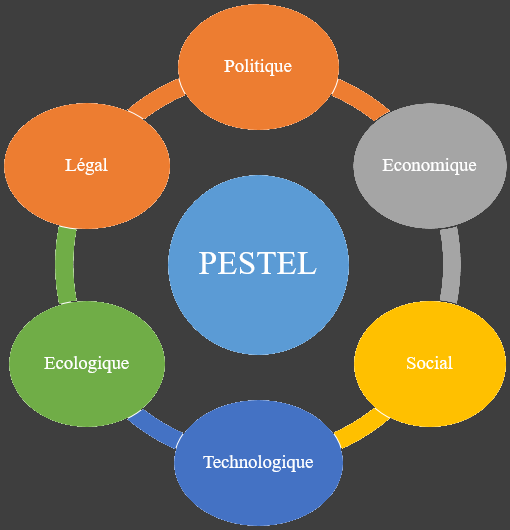 Politique
Economique
Social
Technologique
Ecologique
Légal
PESTEL